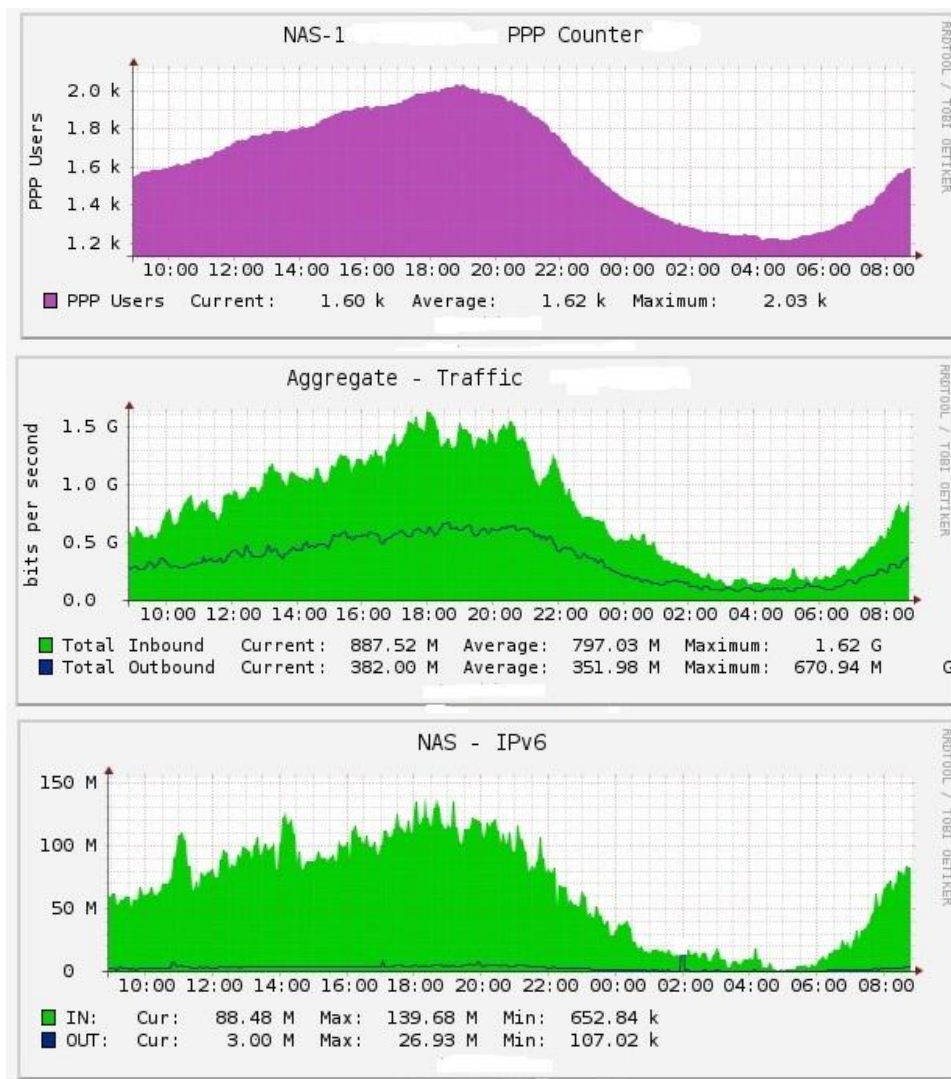 NAS-1 PPP Counter
RRDTOOL / TOBI OETIKER
PPP Users
2.0 k
1.8 k
1.6 k
1.4 k
1.2 k
10:00 12:00 14:00 16:00 18:00 20:00 22:00 00:00 02:00 04:00 06:00 08:00
PPP Users Current: 1.60 k Average: 1.62 k Maximum: 2.03 k
Aggregate - Traffic
RRDTOOL / TOBI OETIKER
bits per second
1.5 G
1.0 G
0.5 G
0.0
10:00 12:00 14:00 16:00 18:00 20:00 22:00 00:00 02:00 04:00 06:00 08:00
Total Inbound Current: 887.52 M Average: 797.03 M Maximum: 1.62 G
Total Outbound Current: 382.00 M Average: 351.98 M Maximum: 670.94 M G
NAS - IPv6
RRDTOOL / TOBI OETIKER
150 M
100 M
50 M
0
10:00 12:00 14:00 16:00 18:00 20:00 22:00 00:00 02:00 04:00 06:00 08:00
IN: Cur: 88.48 M Max: 139.68 M Min: 652.84 k
OUT: Cur: 3.00 M Max: 26.93 M Min: 107.02 k